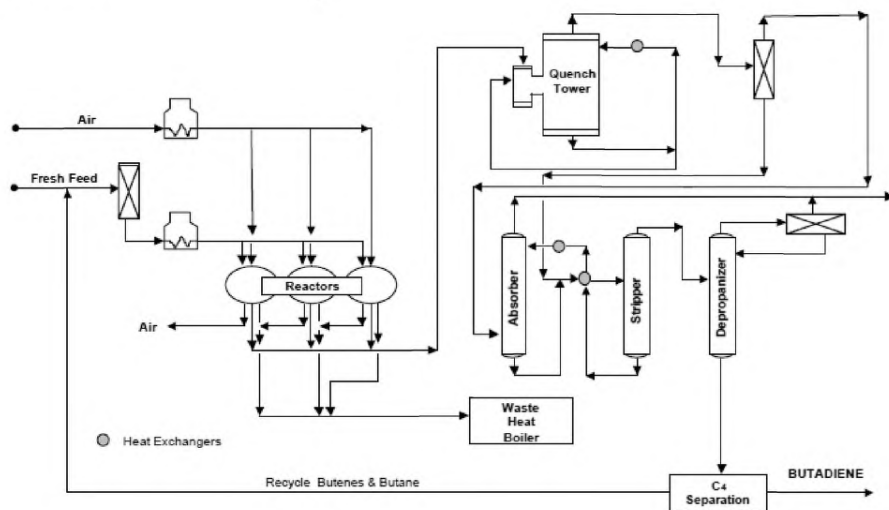 Quench
Tower
Air
Fresh Feed
Reactors
Absorber
Stripper
Depropanizer
Air
Waste
Heat
Boiler
Heat Exchangers
Recycle Butenes & Butane
C4
Separation
BUTADIENE